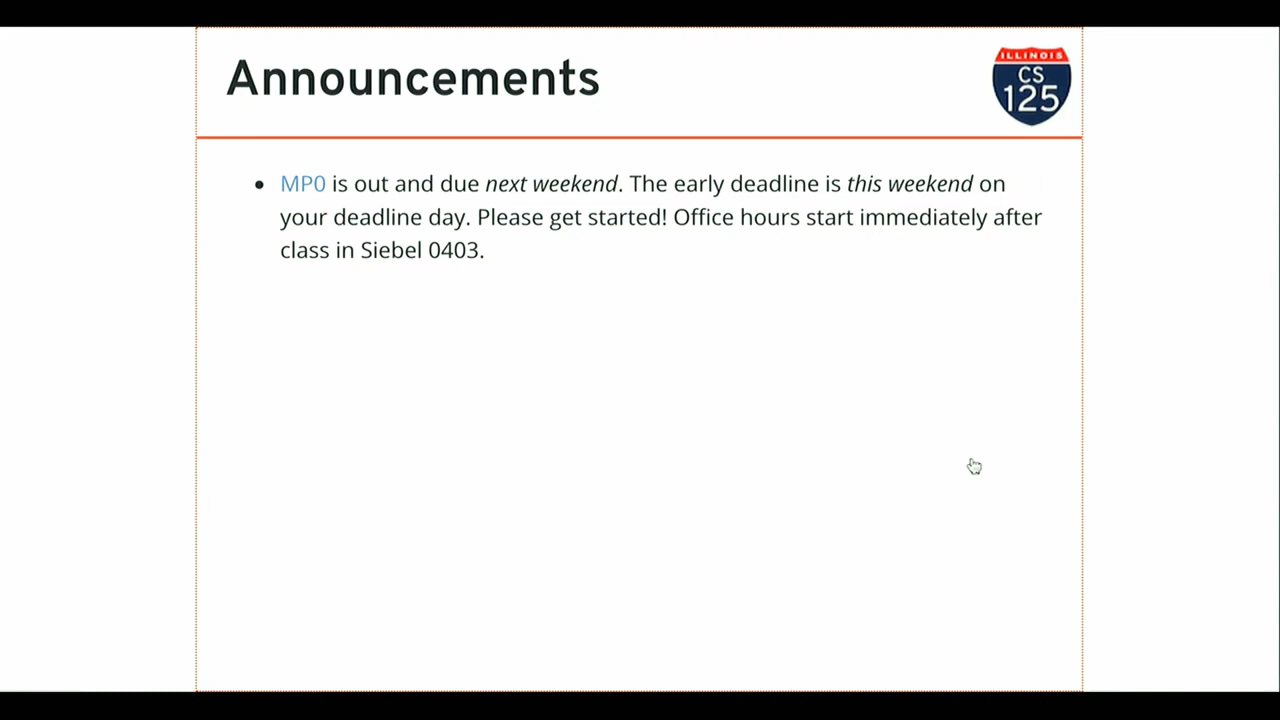 Announcements
ILLINOIS
CS
125
MP0 is out and due next weekend. The early deadline is this weekend on
your deadline day. Please get started! Office hours start immediately after
class in Siebel 0403.